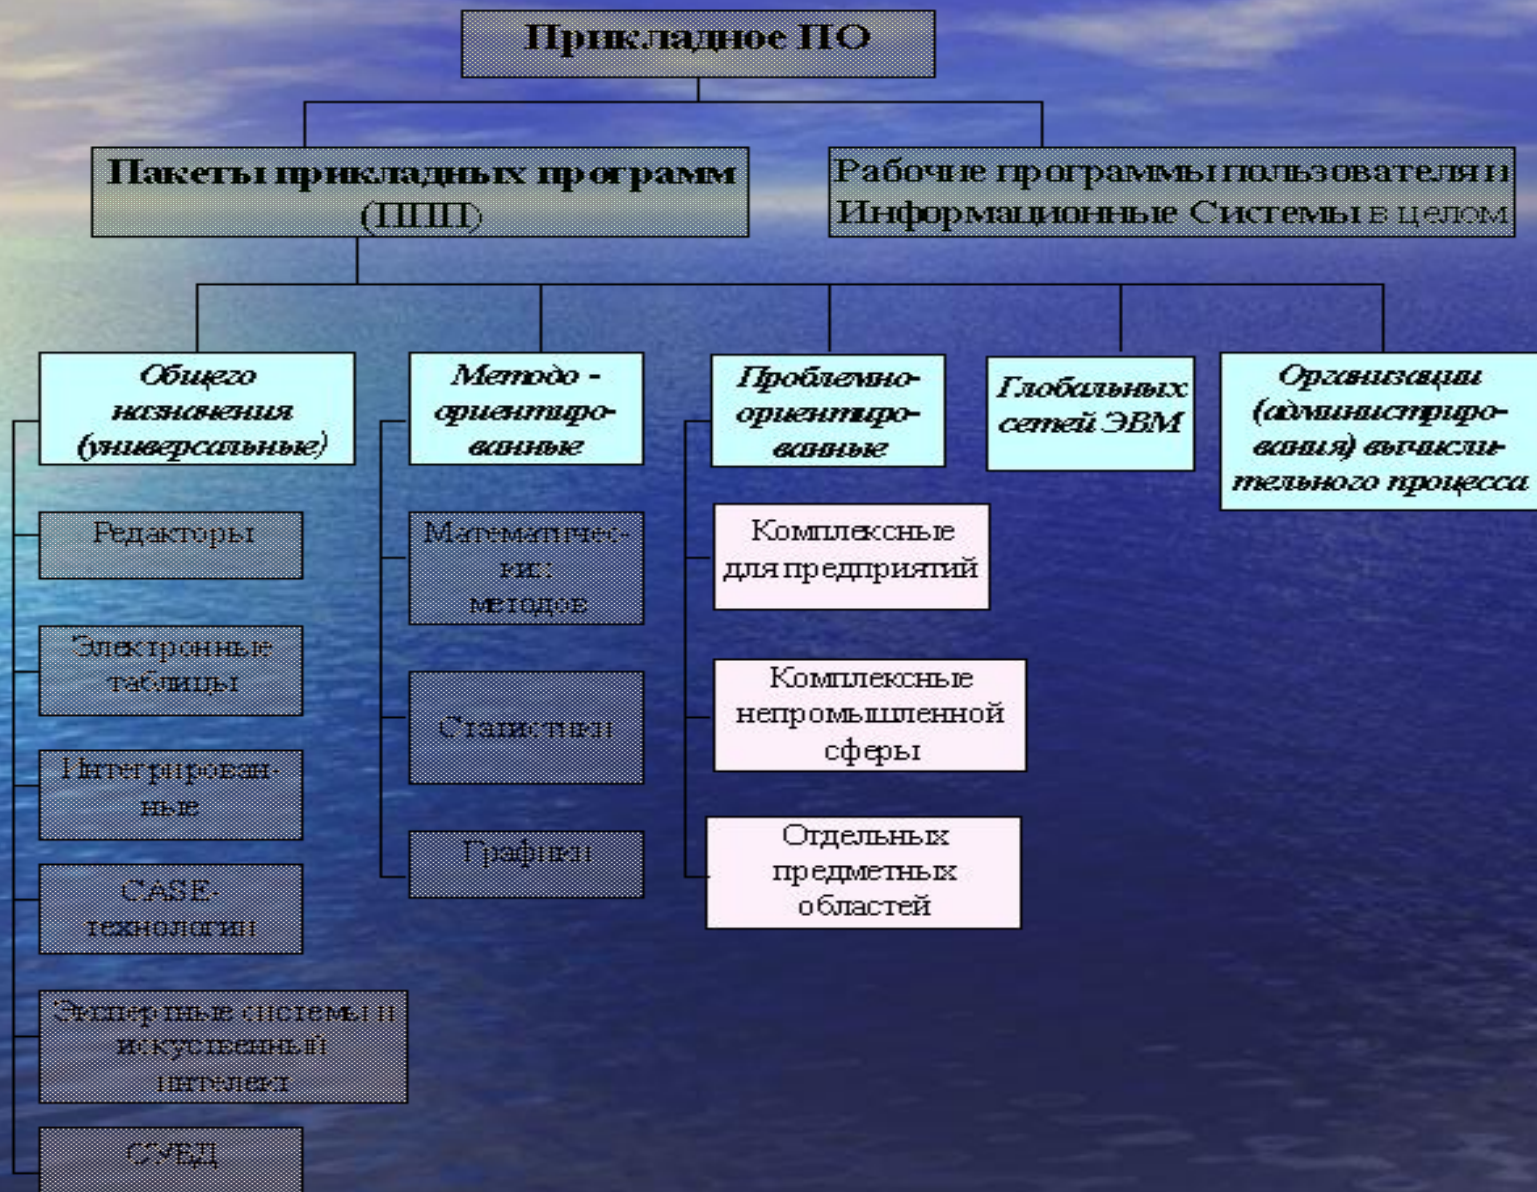 Прикладное ПО
Пакеты прикладных программ
(ППП)
Рабочие программы пользователя и
Информационные Системы в целом
Общего
назначения
(универсальные)
Методо -
ориентиро-
ванные
Проблемно-
ориентиро-
ванные
Глобальных
сетей ЭВМ
Организации
(администриро-
вания) вычисли-
тельного процесса
Редакторы
Электронные
таблицы
Интегрирован-
ные
CASE-
технологии
Экспертные системы и
искуственный
интелект
СУБД
Математичес-
ких
методов
Статистики
Графики
Комплексные
для предприятий
Комплексные
непромышленной
сферы
Отдельных
предметных
областей